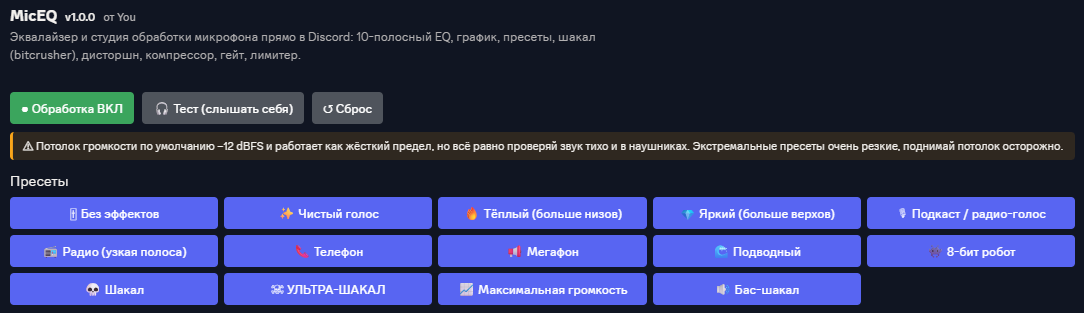 MicEQ v1.0.0 от You
Эквалайзер и студия обработки микрофона прямо в Discord: 10-полосный EQ, график, пресеты, шакал
(bitcrusher), дисторшн, компрессор, гейт, лимитер.
Обработка ВКЛ
Тест (слышать себя)
Сброс
Потолок громкости по умолчанию −12 dBFS и работает как жёсткий предел, но всё равно проверяй звук тихо и в наушниках. Экстремальные пресеты очень резкие, поднимай потолок осторожно.
Пресеты
Без эффектов
Чистый голос
Тёплый (больше низов)
Яркий (больше верхов)
Подкаст / радио-голос
Радио (узкая полоса)
Телефон
Мегафон
Подводный
8-бит робот
Шакал
УЛЬТРА-ШАКАЛ
Максимальная громкость
Бас-шакал